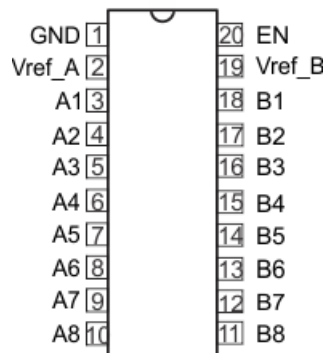 GND 1 20 EN
Vref_A 2 19 Vref_B
A1 3 18 B1
A2 4 17 B2
A3 5 16 B3
A4 6 15 B4
A5 7 14 B5
A6 8 13 B6
A7 9 12 B7
A8 10 11 B8